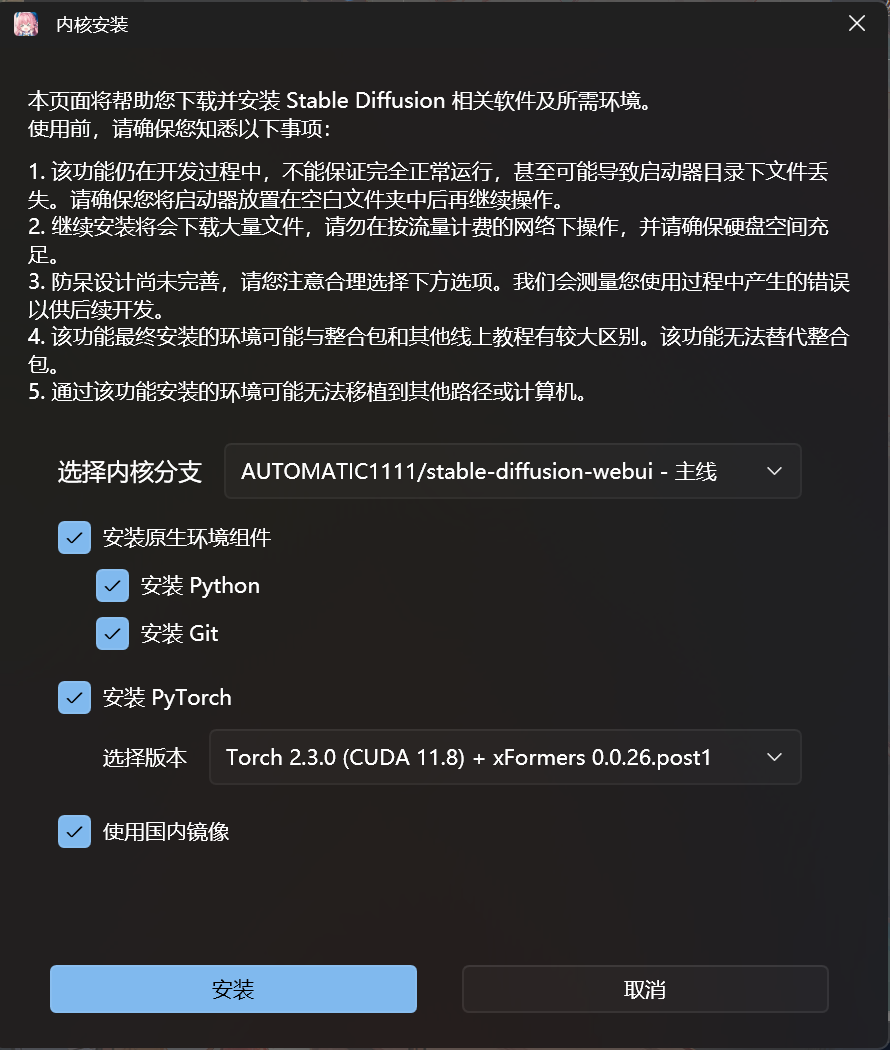 内核安装
本页面将帮助您下载并安装 Stable Diffusion 相关软件及所需环境。
使用前，请确保您知悉以下事项：
1. 该功能仍在开发过程中，不能保证完全正常运行，甚至可能导致启动器目录下文件丢
失。请确保您将启动器放置在空白文件夹中后再继续操作。
2. 继续安装将会下载大量文件，请勿在按流量计费的网络下操作，并请确保硬盘空间充
足。
3. 防呆设计尚未完善，请您注意合理选择下方选项。我们会测量您使用过程中产生的错误
以供后续开发。
4. 该功能最终安装的环境可能与整合包和其他线上教程有较大区别。该功能无法替代整合
包。
5. 通过该功能安装的环境可能无法移植到其他路径或计算机。
选择内核分支 AUTOMATIC1111/stable-diffusion-webui - 主线
安装原生环境组件
安装 Python
安装 Git
安装 PyTorch
选择版本 Torch 2.3.0 (CUDA 11.8) + xFormers 0.0.26.post1
使用国内镜像
安装 取消